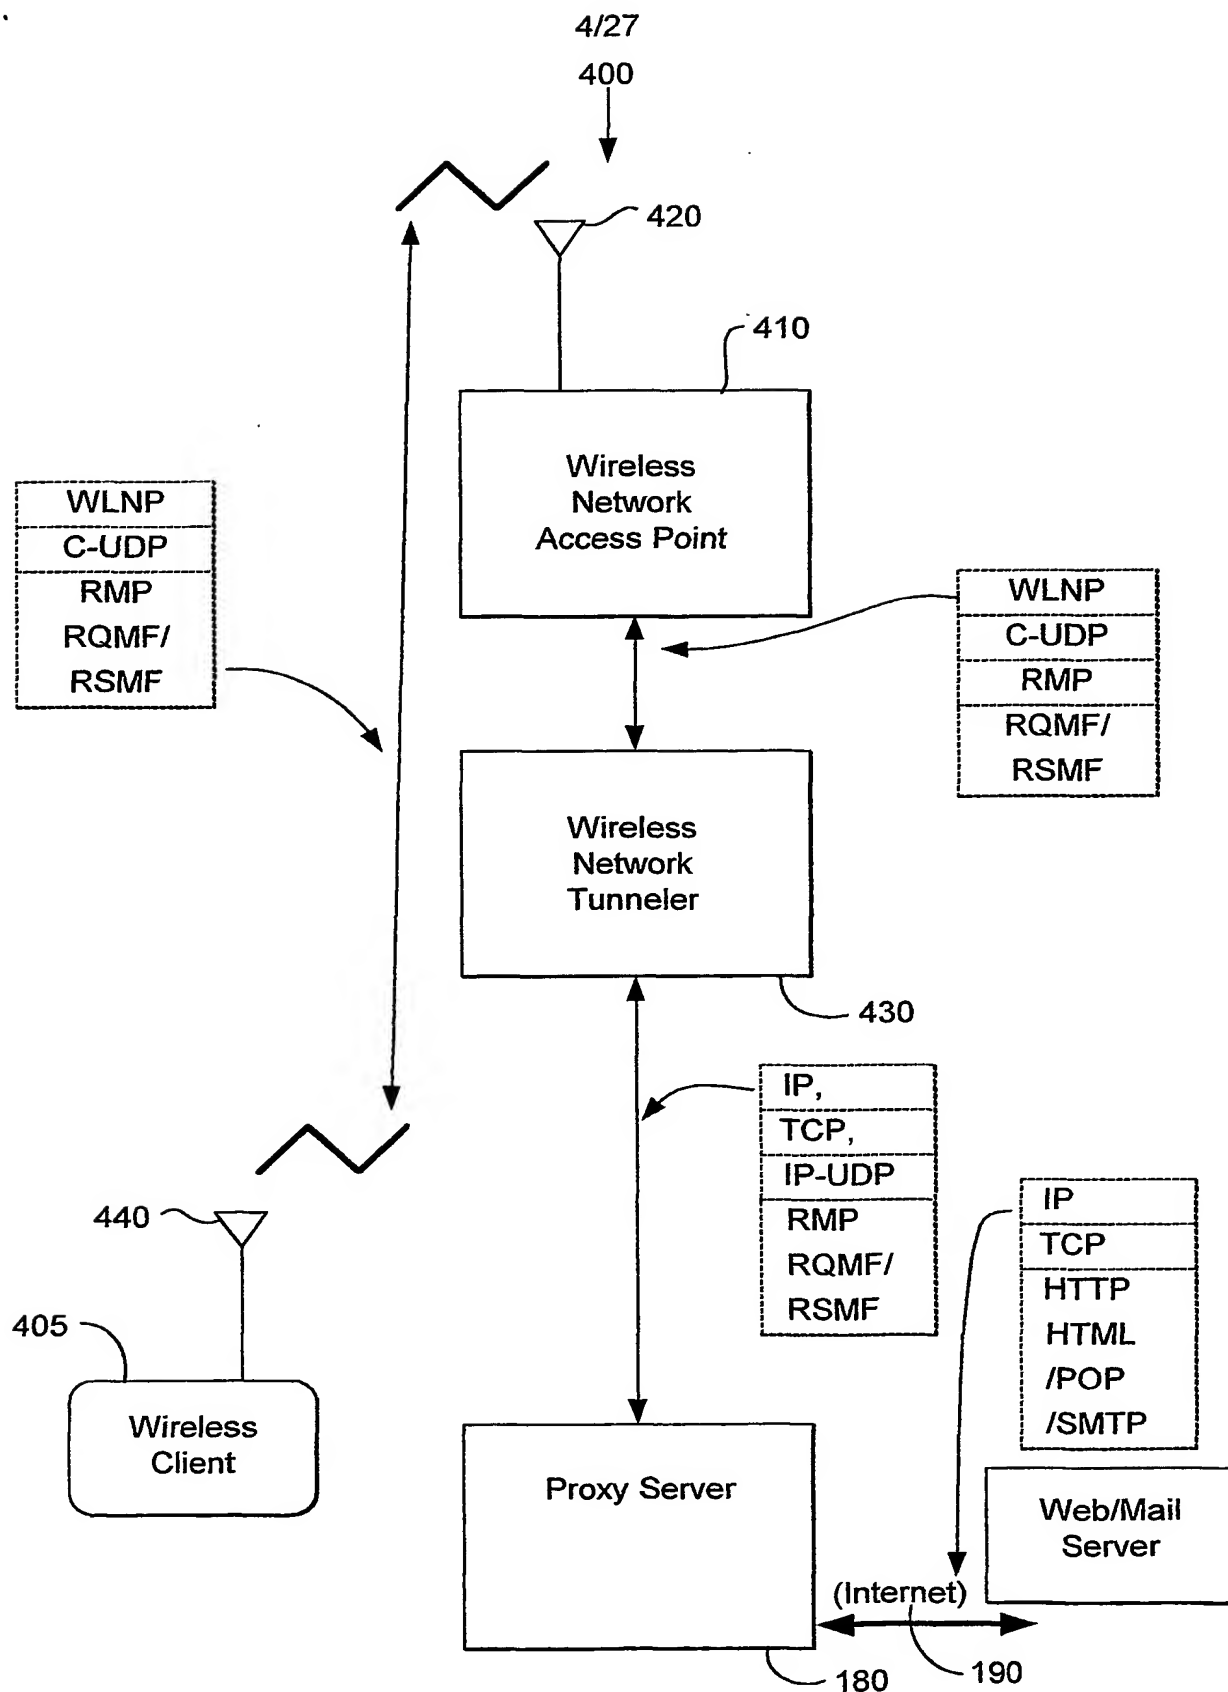 4/27
400
420
410
Wireless
Network
Access Point
WLNP
C-UDP
RMP
RQMF/
RSMF
WLNP
C-UDP
RMP
RQMF/
RSMF
Wireless
Network
Tunneler
430
IP,
TCP,
IP-UDP
RMP
RQMF/
RSMF
IP
TCP
HTTP
HTML
/POP
/SMTP
440
405
Wireless
Client
Proxy Server
Web/Mail
Server
(Internet)
180
190